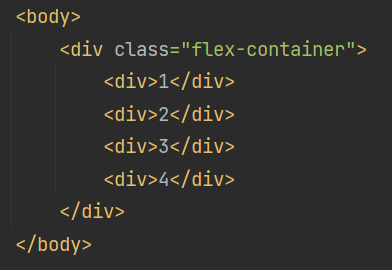 <body>
<div class="flex-container">
<div>1</div>
<div>2</div>
<div>3</div>
<div>4</div>
</div>
</body>